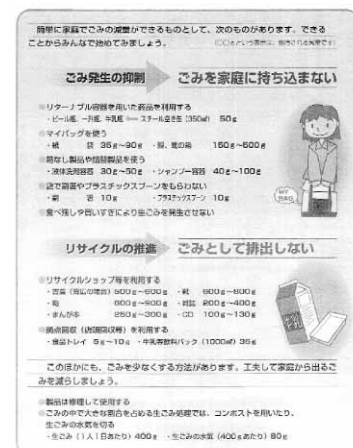 簡単に家庭でごみの減量ができるものとして、次のものがあります。できる
ことからみんなで始めてみましょう。
ごみ発生の抑制
ごみを家庭に持ち込まない
リターナブル容器を用いた商品を利用する
・ビール瓶、一升瓶、牛乳瓶 スチール空き缶 (350㎖) 50g
マイバッグを使う
・紙 袋 35g～90g ・服、靴の箱 150g～600g
箱なし製品や詰替製品を使う
・液体洗剤容器 30g～50g ・シャンプー容器 40g～100g
店で割箸やプラスチックスプーンをもらわない
・割 箸 10g ・プラスチックスプーン 10g
食べ残しや買いすぎにより生ごみを発生させない
MY
BAG
リサイクルの推進
ごみとして排出しない
リサイクルショップ等を利用する
・古着 500g～600g ・靴 600g～800g
・鞄 600g～900g ・雑誌 200g～400g
・まんが本 250g～300g ・CD 100g～130g
拠点回収 (店頭回収等) を利用する
・食品トレイ 5g～10g ・牛乳等飲料パック (1000㎖) 35g
このほかにも、ごみを少なくする方法があります。工夫して家庭から出るご
みを減らしましょう。
製品は修理して使用する
ごみの中で大きな割合を占める生ごみ処理では、コンポストを用いたり、
生ごみの水気を切る
・生ごみ (1人1日あたり) 400g ・生ごみの水気 (400gあたり) 80g